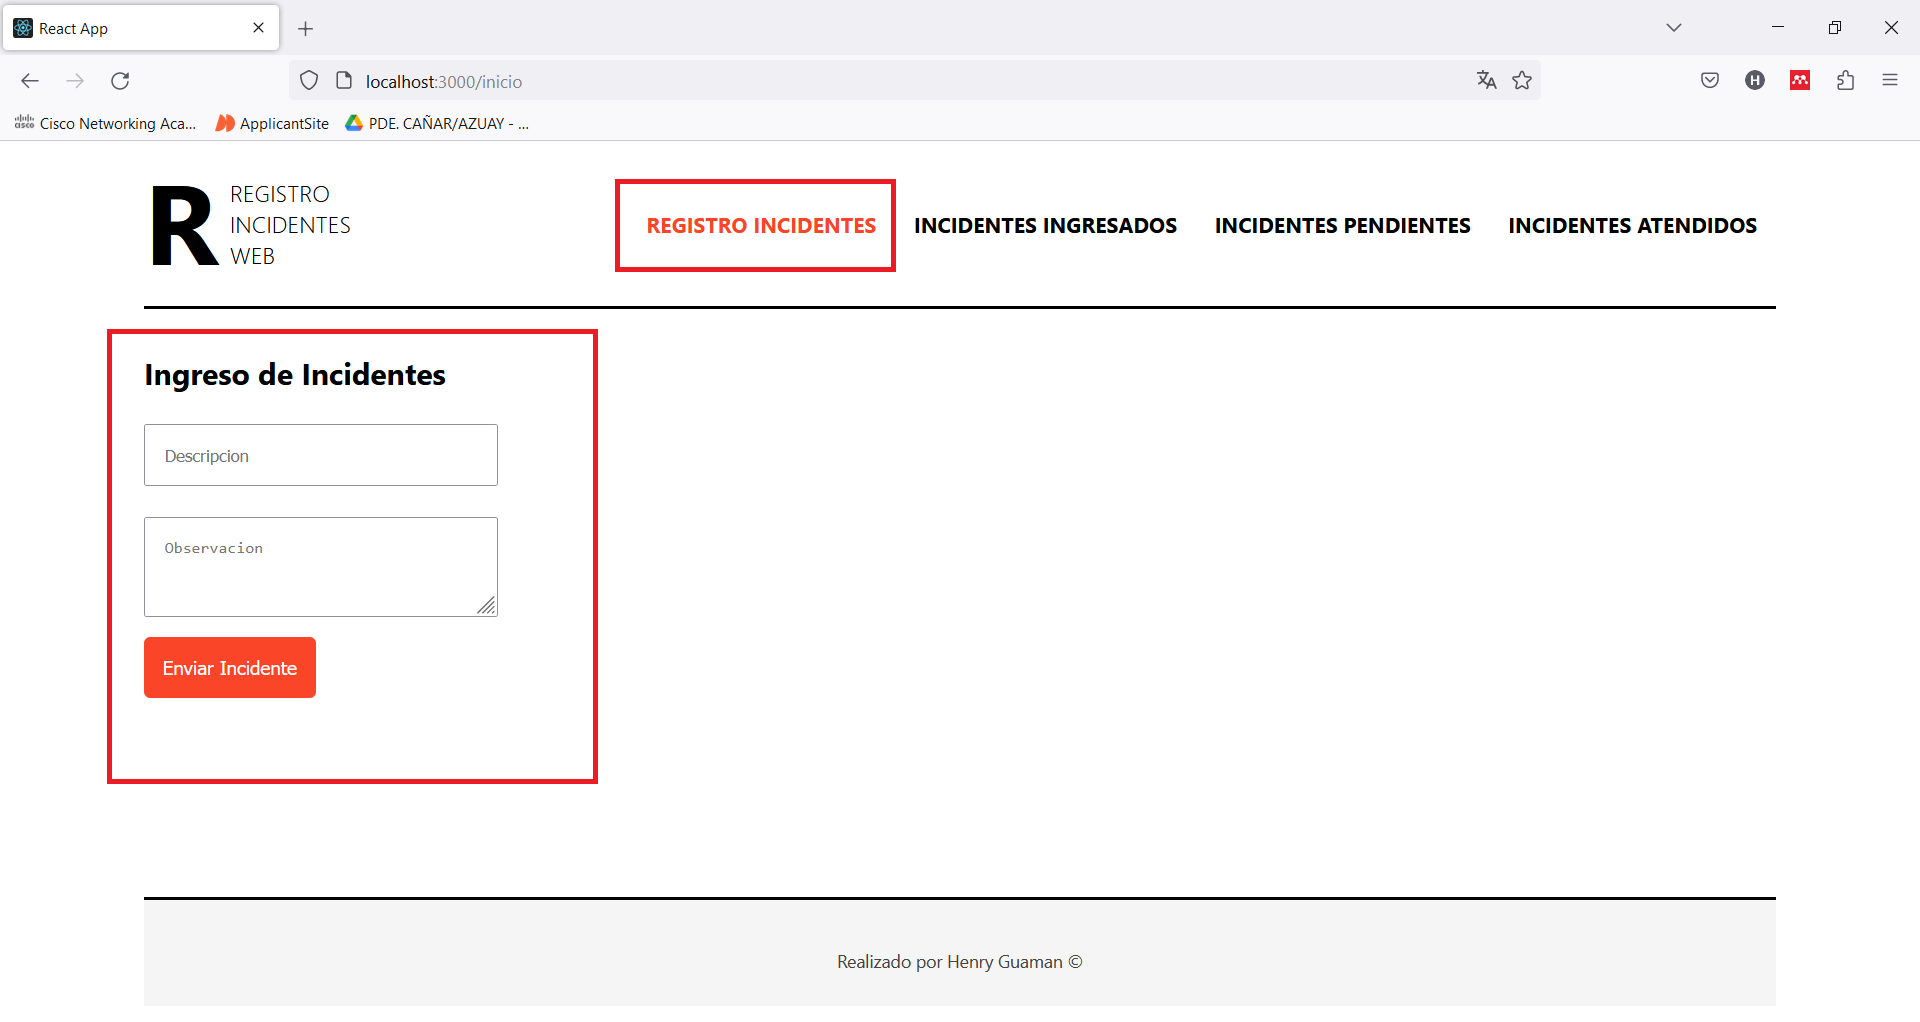 React App
localhost:3000/inicio
Cisco Networking Aca...
ApplicantSite
PDE. CAÑAR/AZUAY - ...
R
REGISTRO
INCIDENTES
WEB
REGISTRO INCIDENTES
INCIDENTES INGRESADOS
INCIDENTES PENDIENTES
INCIDENTES ATENDIDOS
Ingreso de Incidentes
Descripcion
Observacion
Enviar Incidente
Realizado por Henry Guaman ©